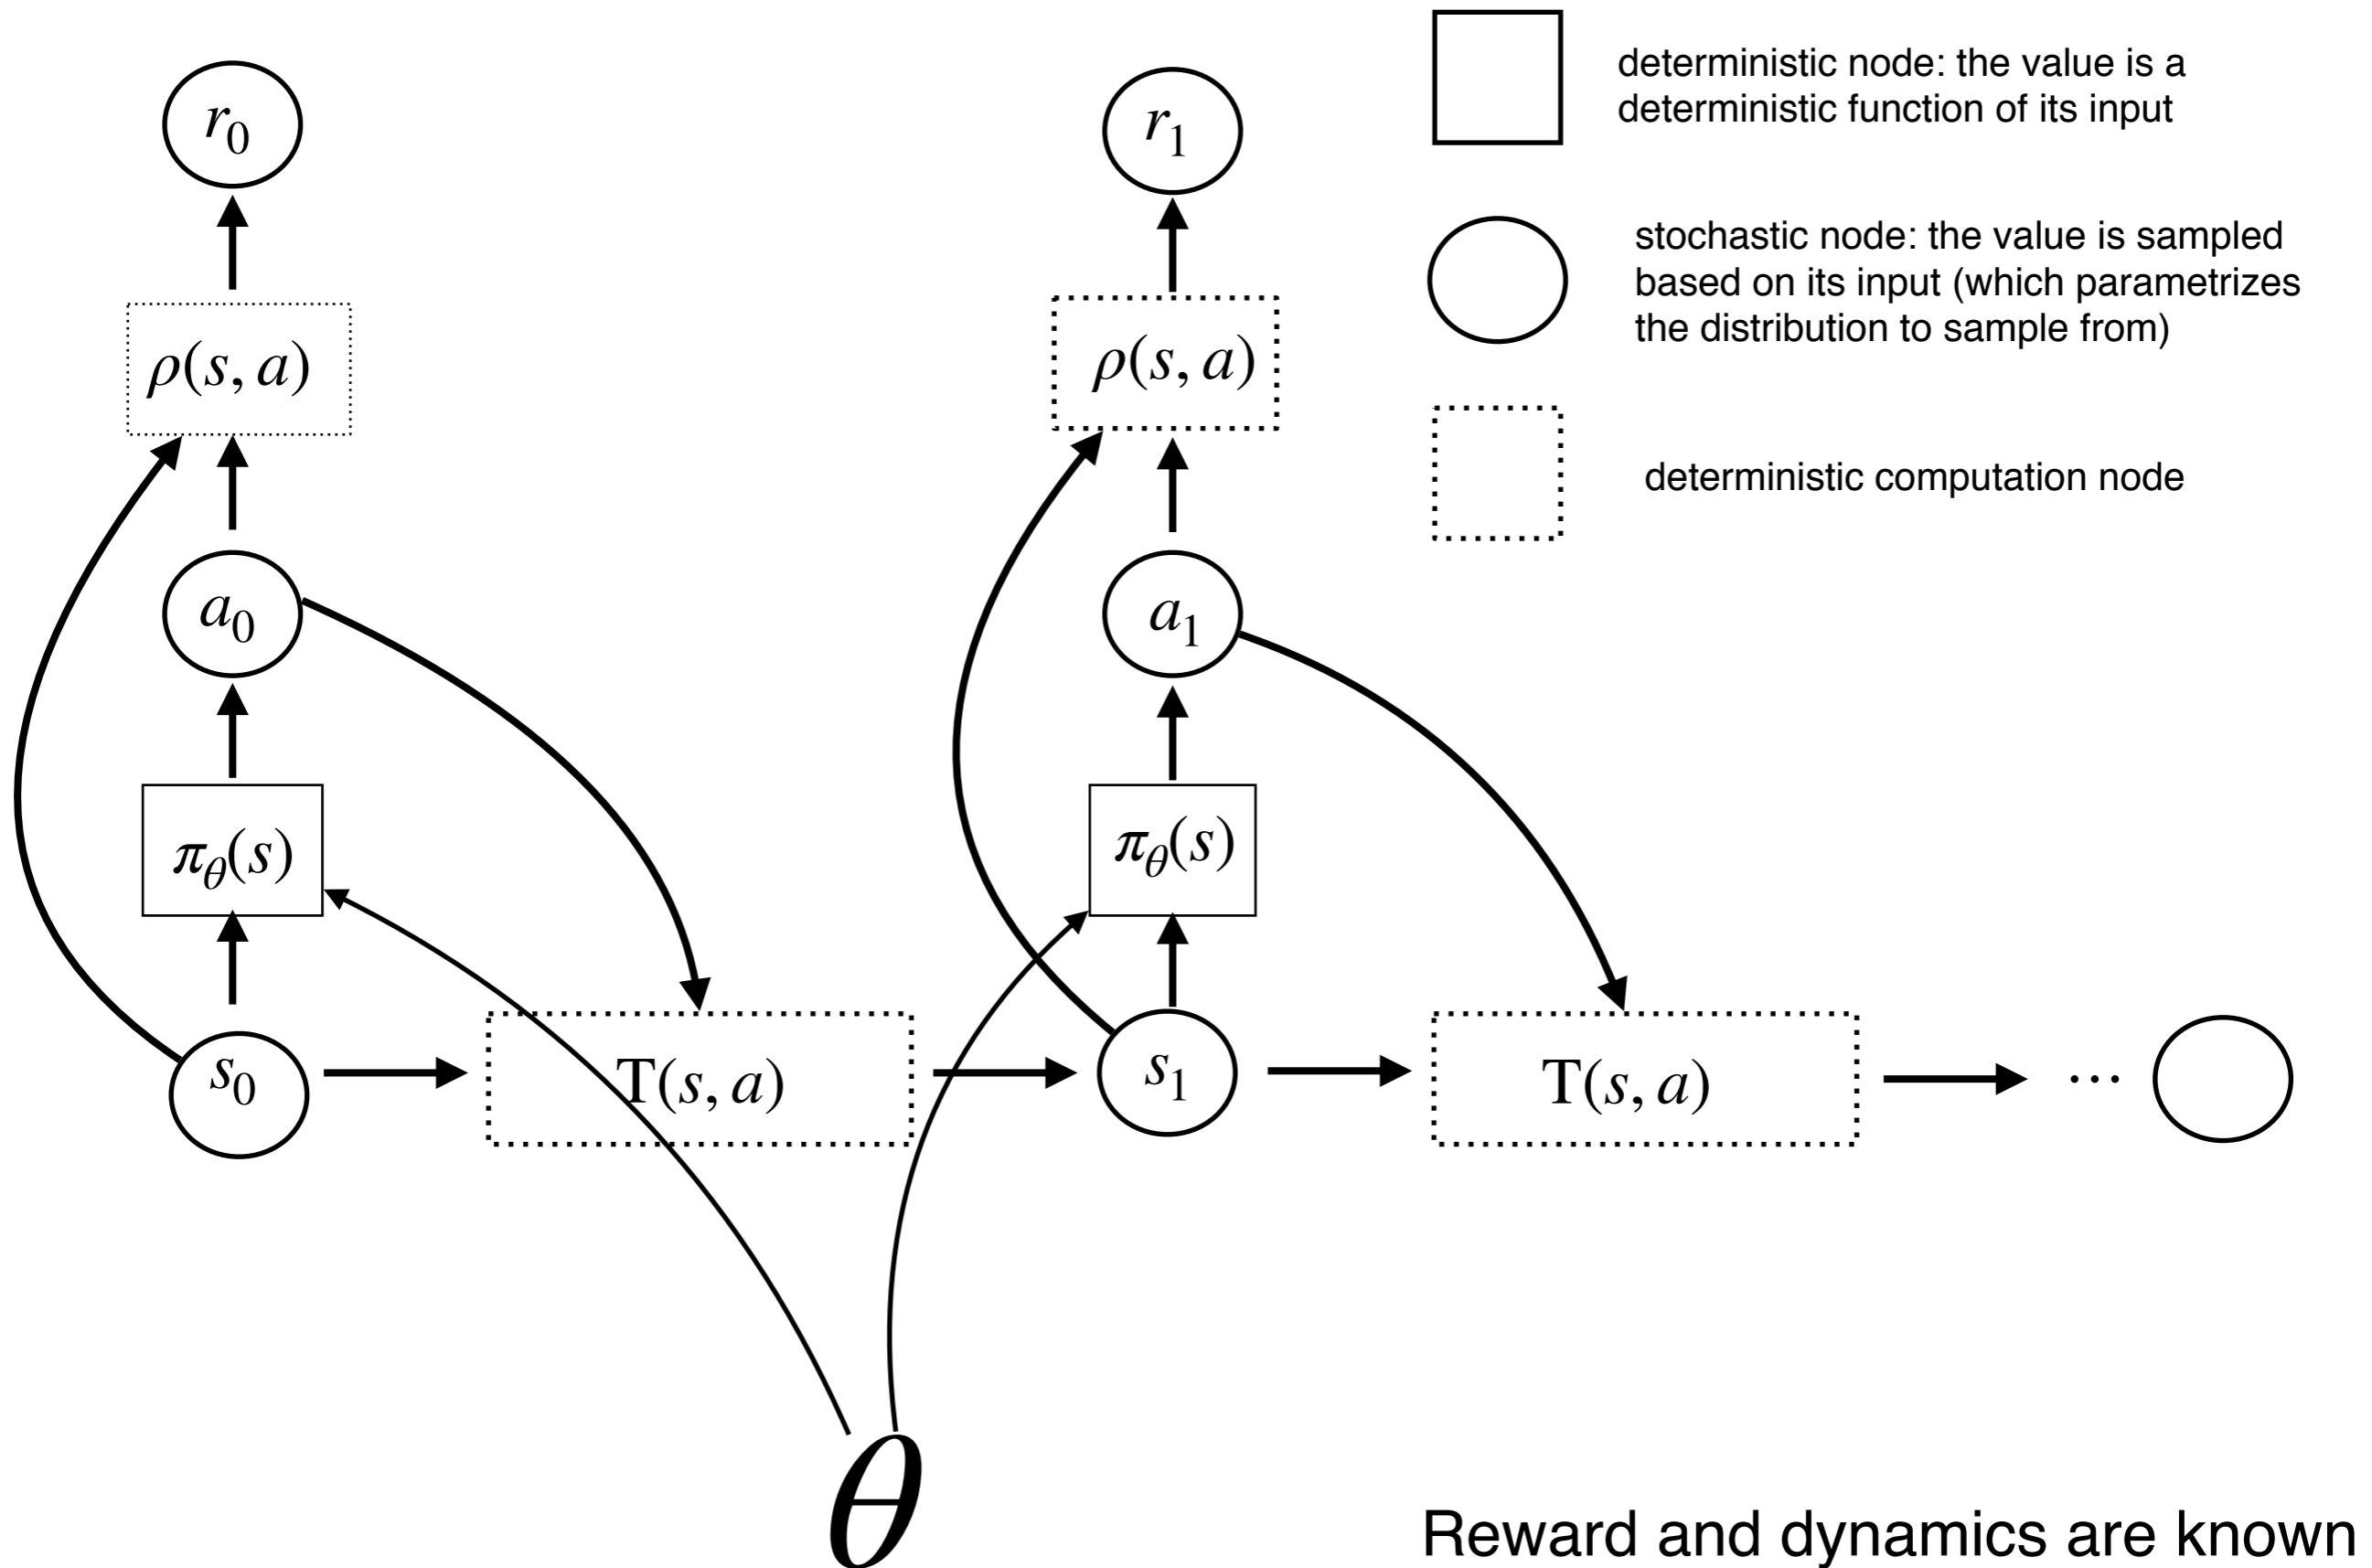 r₀
r₁
deterministic node: the value is a
deterministic function of its input
stochastic node: the value is sampled
based on its input (which parametrizes
the distribution to sample from)
ρ(s, a)
ρ(s, a)
deterministic computation node
a₀
a₁
π_θ(s)
π_θ(s)
s₀
T(s, a)
s₁
T(s, a)
...
θ
Reward and dynamics are known